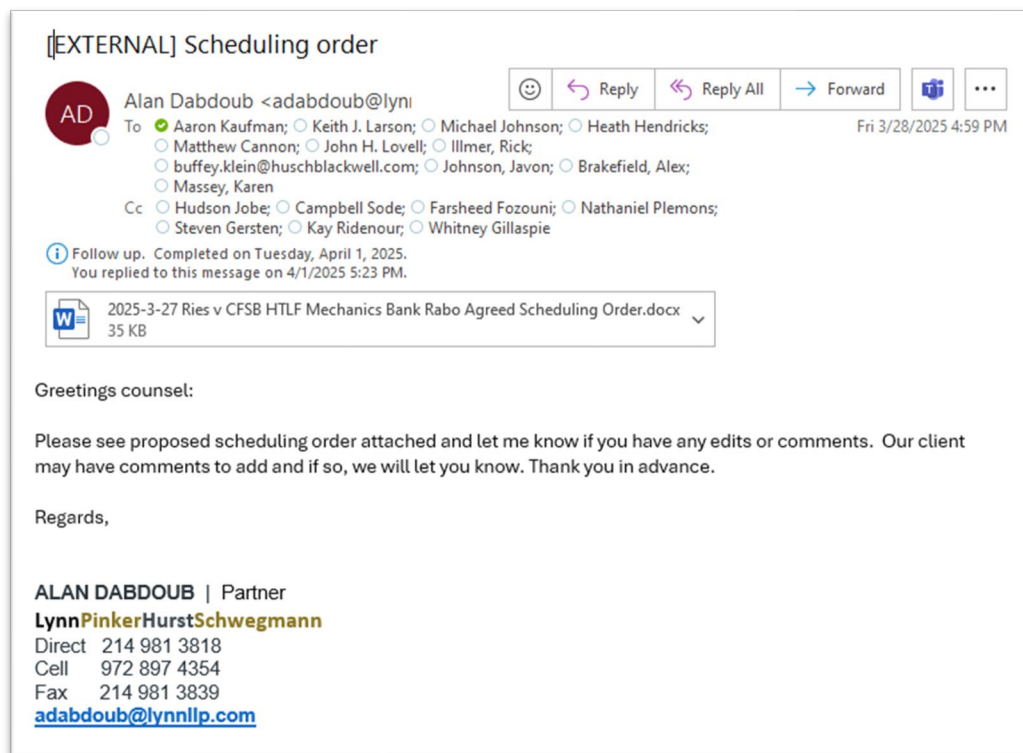 [EXTERNAL] Scheduling order
AD
Alan Dabdoub <adabdoub@lynl
Reply
Reply All
Forward
To Aaron Kaufman; Keith J. Larson; Michael Johnson; Heath Hendricks;
Fri 3/28/2025 4:59 PM
Matthew Cannon; John H. Lovell; Illmer, Rick;
buffey.klein@huschblackwell.com; Johnson, Javon; Brakefield, Alex;
Massey, Karen
Cc Hudson Jobe; Campbell Sode; Farsheed Fozouni; Nathaniel Plemons;
Steven Gersten; Kay Ridenour; Whitney Gillaspie
Follow up. Completed on Tuesday, April 1, 2025.
You replied to this message on 4/1/2025 5:23 PM.
2025-3-27 Ries v CFSB HTLF Mechanics Bank Rabo Agreed Scheduling Order.docx
35 KB
Greetings counsel:
Please see proposed scheduling order attached and let me know if you have any edits or comments. Our client
may have comments to add and if so, we will let you know. Thank you in advance.
Regards,
ALAN DABDOUB | Partner
LynnPinkerHurstSchwegmann
Direct 214 981 3818
Cell 972 897 4354
Fax 214 981 3839
adabdoub@lynnllp.com